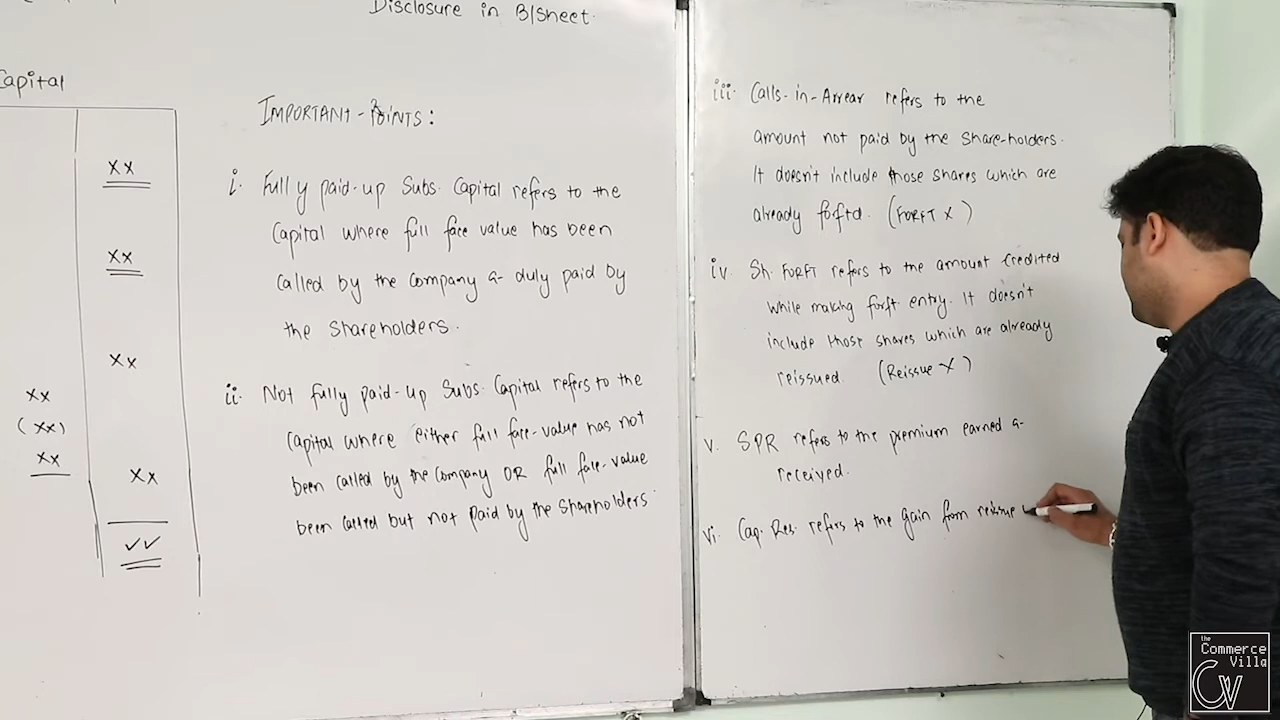 Disclosure in B/Sheet.
Capital
XX
XX
XX
XX
(XX)
XX
XX
✓✓
IMPORTANT-POINTS:
i. Fully paid-up Subs. Capital refers to the
Capital where full face value has been
called by the company & duly paid by
the shareholders.
ii. Not fully paid-up Subs. Capital refers to the
Capital where either full face-value has not
been called by the Company OR full face-value
been called but not paid by the shareholders.
iii. Calls-in-Arrear refers to the
amount not paid by the share-holders.
It doesn't include those shares which are
already forftd. (FORFT X)
iv. Sh. FORFT refers to the amount credited
while making forft. entry. It doesn't
include those shares which are already
reissued. (Reissue X)
v. SPR refers to the premium earned &
received.
vi. Cap. Res. refers to the gain from reissue
the
Commerce
Villa
CV